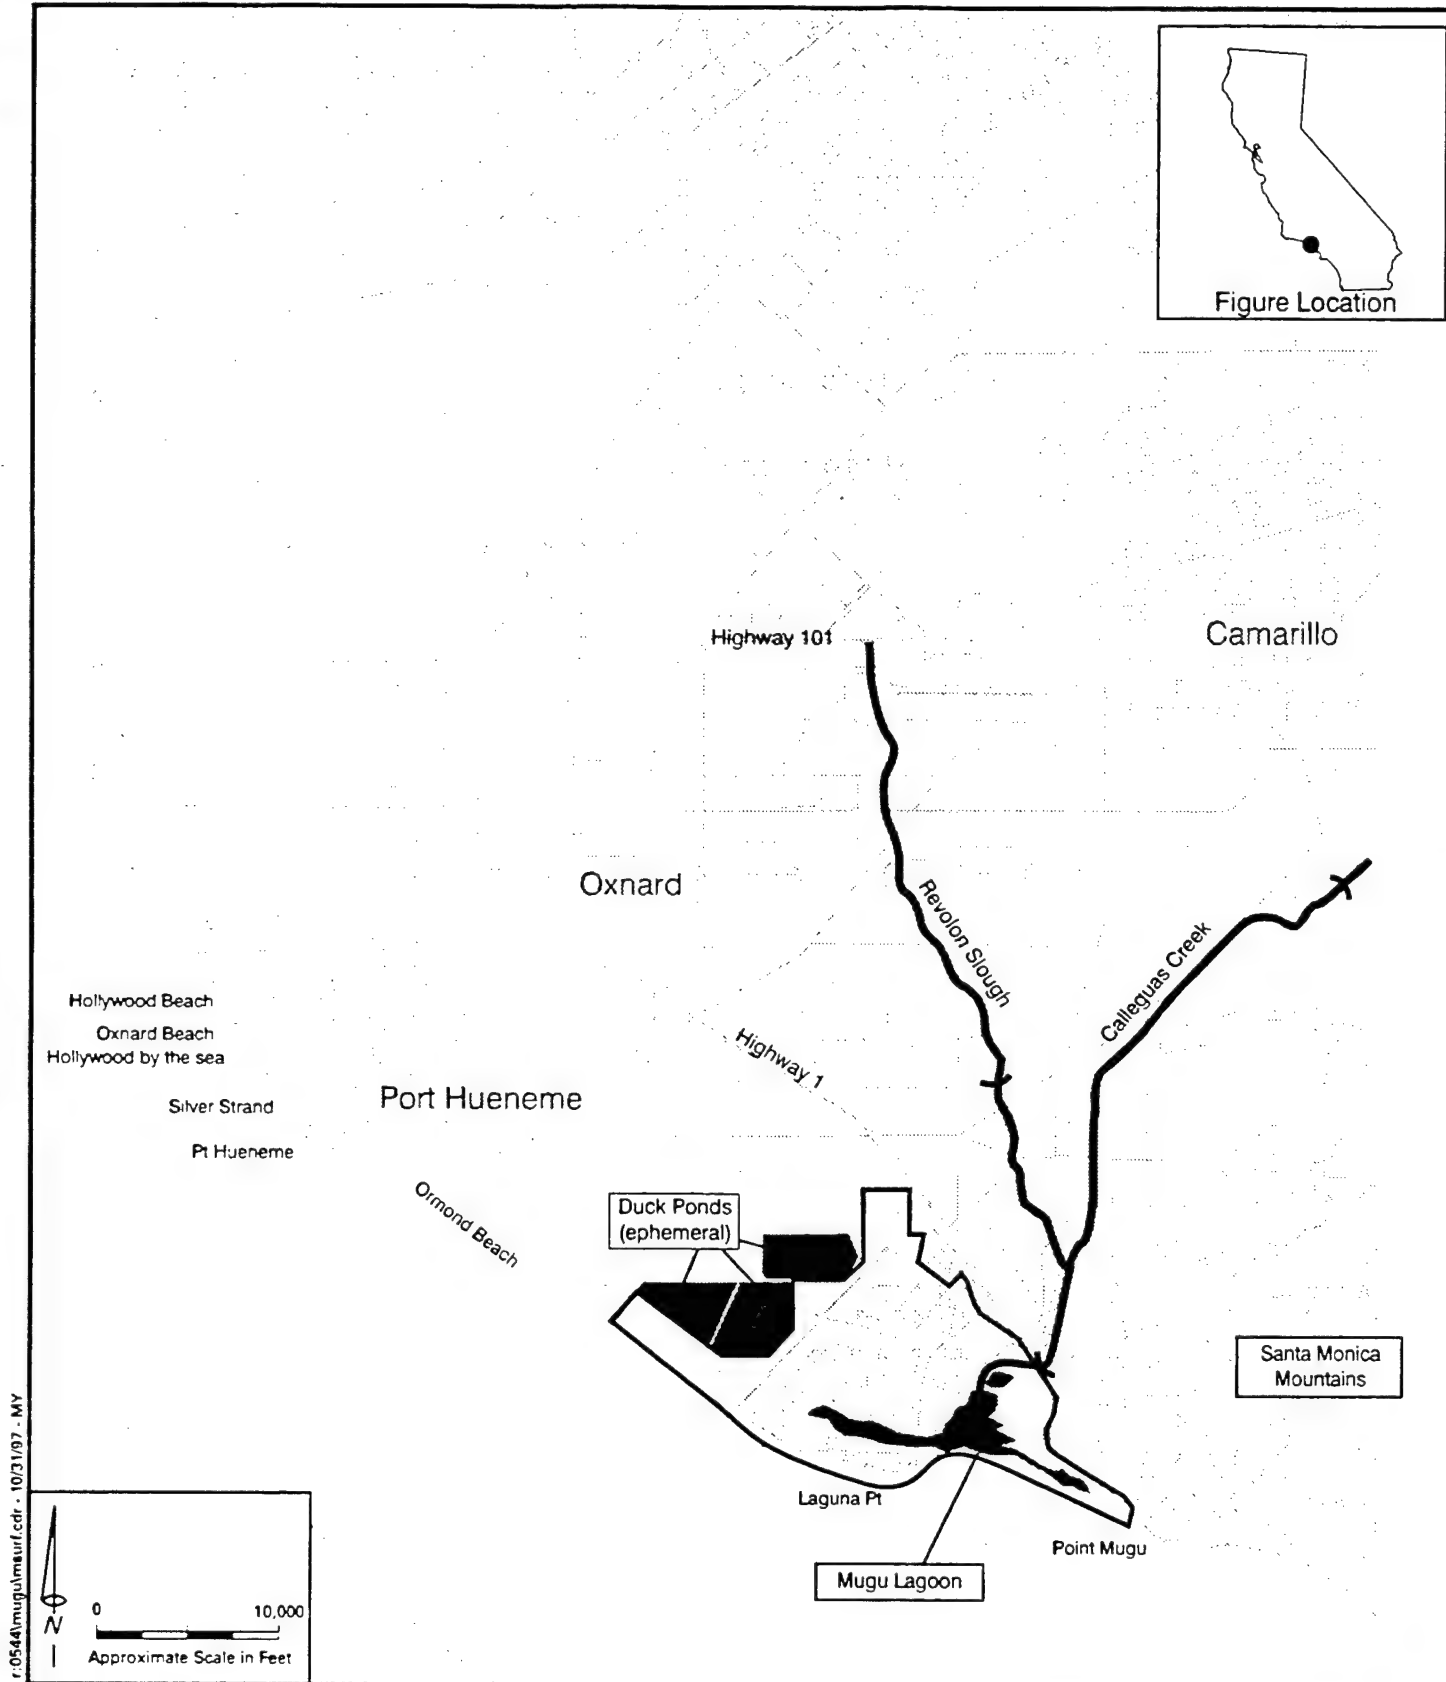 Figure Location
Highway 101
Camarillo
Oxnard
Revolon Slough
Calleguas Creek
Hollywood Beach
Oxnard Beach
Hollywood by the sea
Highway 1
Silver Strand
Port Hueneme
Pt Hueneme
Ormond Beach
Duck Ponds
(ephemeral)
Santa Monica
Mountains
Laguna Pt
Point Mugu
Mugu Lagoon
N
0 10,000
Approximate Scale in Feet
r:0544\mugu\msurf.cdr - 10/31/97 - MY